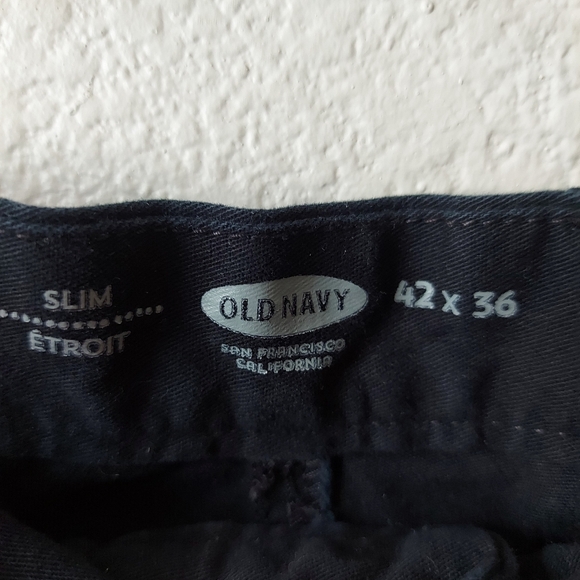 SLIM
ÉTROIT
OLD NAVY
SAN FRANCISCO
CALIFORNIA
42 x 36